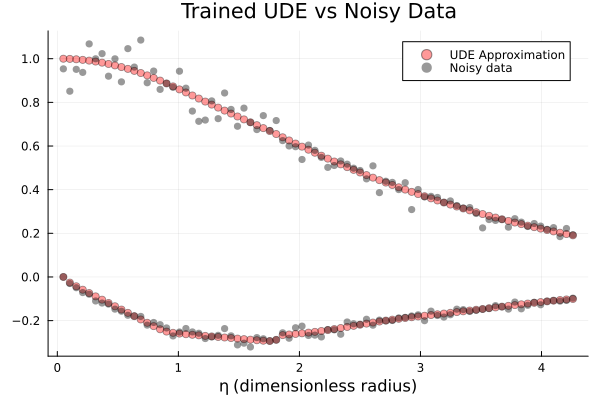 Trained UDE vs Noisy Data
UDE Approximation
Noisy data
1.0
0.8
0.6
0.4
0.2
0.0
−0.2
0 1 2 3 4
η (dimensionless radius)